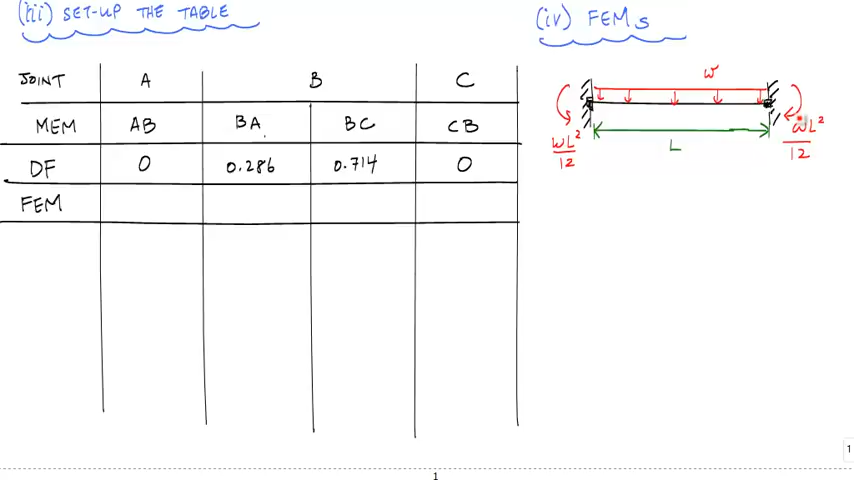 (iii) SET-UP THE TABLE
JOINT A B C
MEM AB BA BC CB
DF 0 0.286 0.714 0
FEM
(iv) FEMs
w
wL²
12
wL²
12
L
1
1